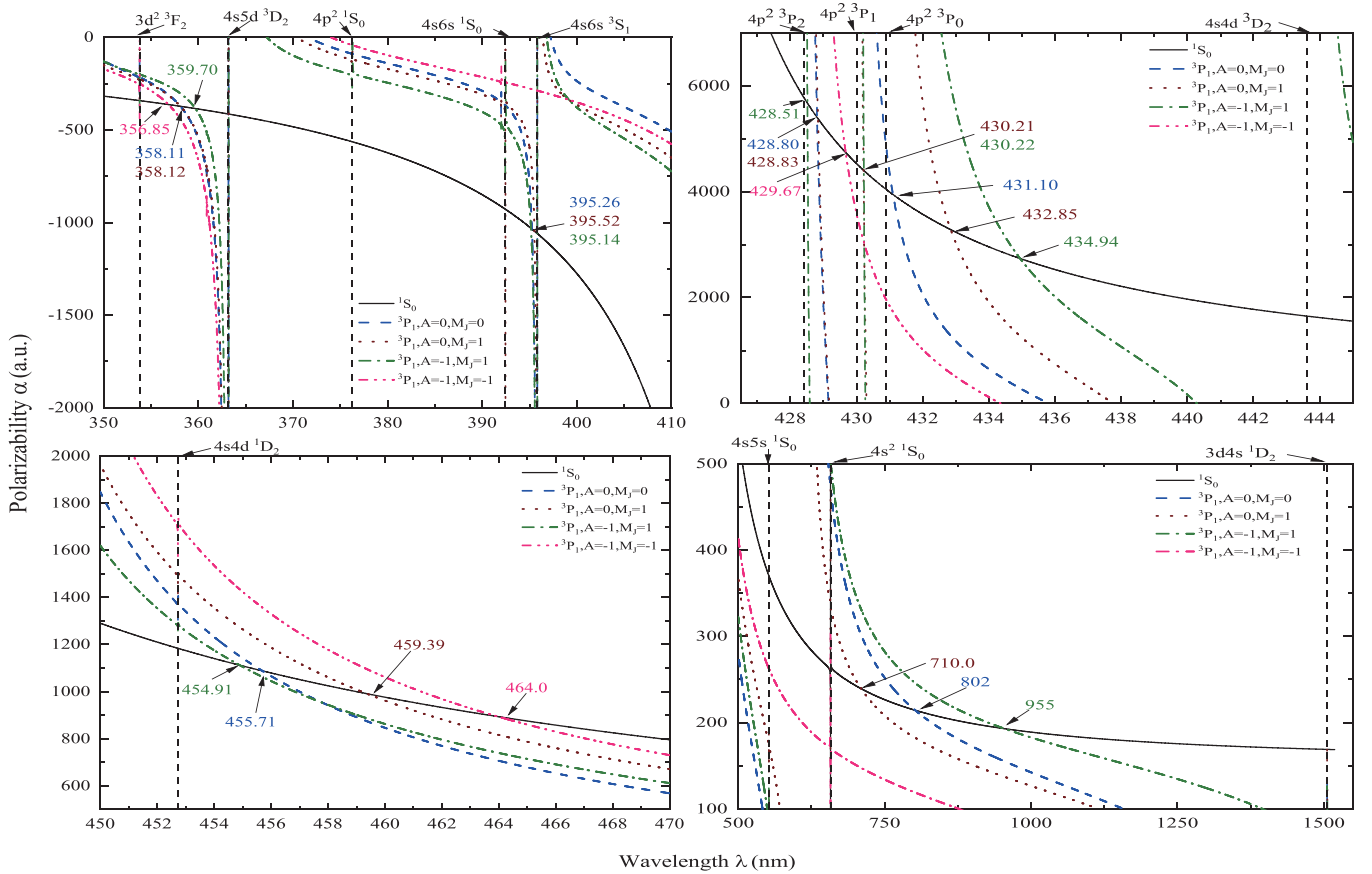 Polarizability α (a.u.)
3d² ³F₂
4s5d ³D₂
4p² ¹S₀
4s6s ¹S₀
4s6s ³S₁
0
-500
-1000
-1500
-2000
359.70
356.85
358.11
358.12
395.26
395.52
395.14
¹S₀
³P₁,A=0,M_J=0
³P₁,A=0,M_J=1
³P₁,A=-1,M_J=1
³P₁,A=-1,M_J=-1
350 360 370 380 390 400 410
4p² ³P₂
4p² ³P₁
4p² ³P₀
4s4d ³D₂
6000
4000
2000
0
428.51
428.80
428.83
429.67
430.21
430.22
431.10
432.85
434.94
¹S₀
³P₁,A=0,M_J=0
³P₁,A=0,M_J=1
³P₁,A=-1,M_J=1
³P₁,A=-1,M_J=-1
428 430 432 434 436 438 440 442 444
4s4d ¹D₂
2000
1800
1600
1400
1200
1000
800
600
454.91
455.71
459.39
464.0
¹S₀
³P₁,A=0,M_J=0
³P₁,A=0,M_J=1
³P₁,A=-1,M_J=1
³P₁,A=-1,M_J=-1
450 452 454 456 458 460 462 464 466 468 470
4s5s ¹S₀
4s² ¹S₀
3d4s ¹D₂
500
400
300
200
100
710.0
802
955
¹S₀
³P₁,A=0,M_J=0
³P₁,A=0,M_J=1
³P₁,A=-1,M_J=1
³P₁,A=-1,M_J=-1
500 750 1000 1250 1500
Wavelength λ (nm)